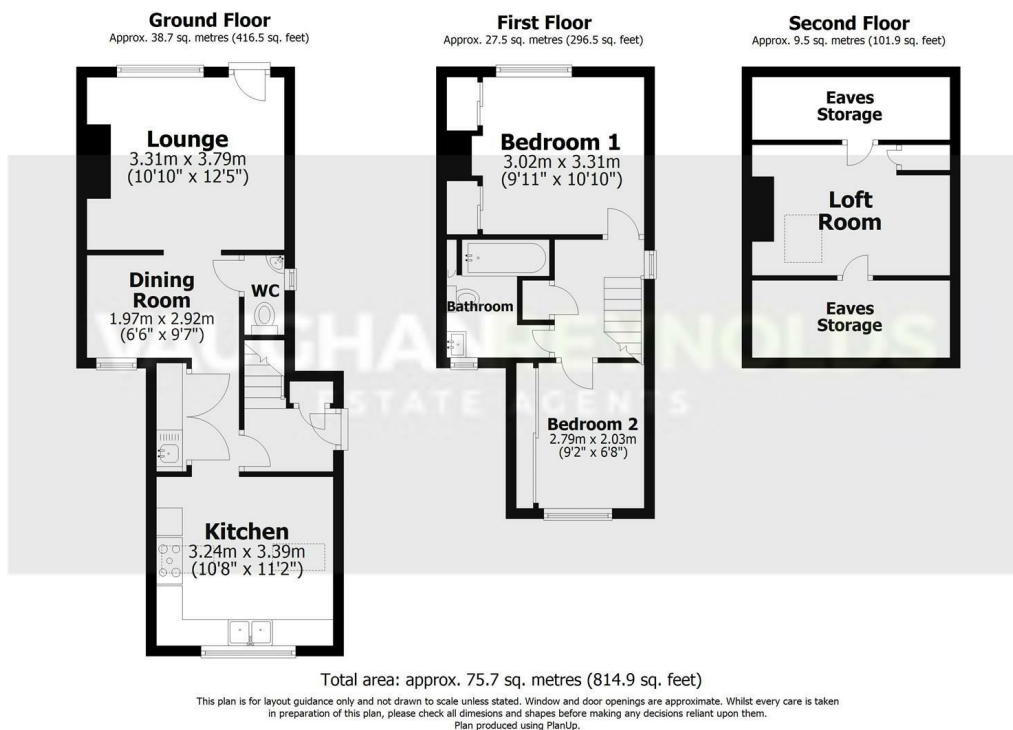 Ground Floor
Approx. 38.7 sq. metres (416.5 sq. feet)
Lounge
3.31m x 3.79m
(10'10" x 12'5")
Dining
Room
1.97m x 2.92m
(6'6" x 9'7")
WC
Kitchen
3.24m x 3.39m
(10'8" x 11'2")
First Floor
Approx. 27.5 sq. metres (296.5 sq. feet)
Bedroom 1
3.02m x 3.31m
(9'11" x 10'10")
Bathroom
Bedroom 2
2.79m x 2.03m
(9'2" x 6'8")
Second Floor
Approx. 9.5 sq. metres (101.9 sq. feet)
Eaves
Storage
Loft
Room
Eaves
Storage
VAUGHANREYNOLDS
ESTATE AGENTS
Total area: approx. 75.7 sq. metres (814.9 sq. feet)
This plan is for layout guidance only and not drawn to scale unless stated. Window and door openings are approximate. Whilst every care is taken
in preparation of this plan, please check all dimesions and shapes before making any decisions reliant upon them.
Plan produced using PlanUp.